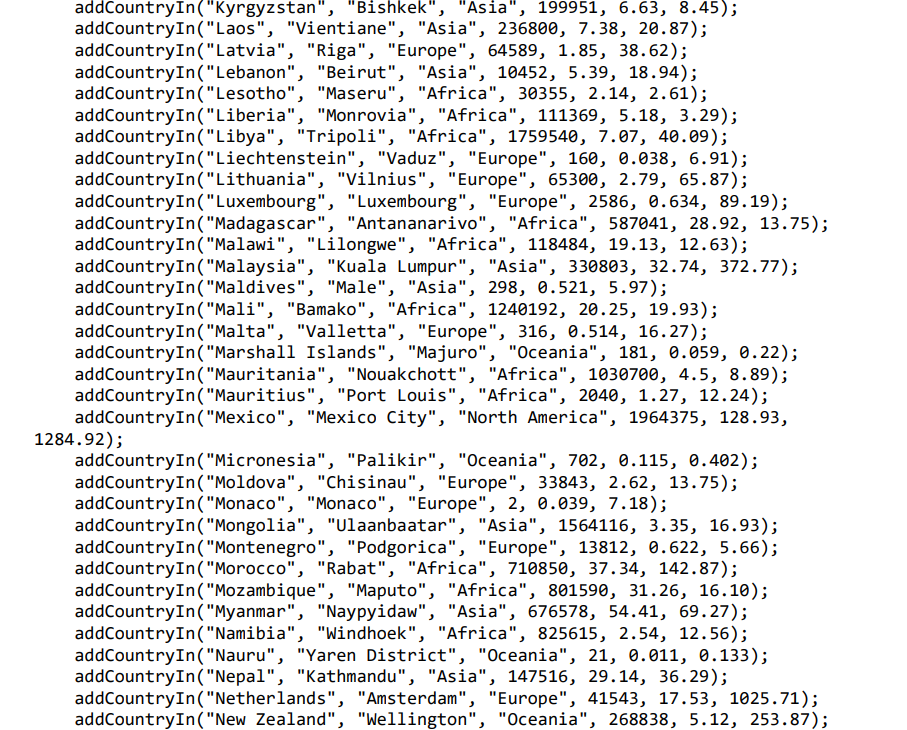 addCountryIn("Kyrgyzstan", "Bishkek", "Asia", 199951, 6.63, 8.45);
addCountryIn("Laos", "Vientiane", "Asia", 236800, 7.38, 20.87);
addCountryIn("Latvia", "Riga", "Europe", 64589, 1.85, 38.62);
addCountryIn("Lebanon", "Beirut", "Asia", 10452, 5.39, 18.94);
addCountryIn("Lesotho", "Maseru", "Africa", 30355, 2.14, 2.61);
addCountryIn("Liberia", "Monrovia", "Africa", 111369, 5.18, 3.29);
addCountryIn("Libya", "Tripoli", "Africa", 1759540, 7.07, 40.09);
addCountryIn("Liechtenstein", "Vaduz", "Europe", 160, 0.038, 6.91);
addCountryIn("Lithuania", "Vilnius", "Europe", 65300, 2.79, 65.87);
addCountryIn("Luxembourg", "Luxembourg", "Europe", 2586, 0.634, 89.19);
addCountryIn("Madagascar", "Antananarivo", "Africa", 587041, 28.92, 13.75);
addCountryIn("Malawi", "Lilongwe", "Africa", 118484, 19.13, 12.63);
addCountryIn("Malaysia", "Kuala Lumpur", "Asia", 330803, 32.74, 372.77);
addCountryIn("Maldives", "Male", "Asia", 298, 0.521, 5.97);
addCountryIn("Mali", "Bamako", "Africa", 1240192, 20.25, 19.93);
addCountryIn("Malta", "Valletta", "Europe", 316, 0.514, 16.27);
addCountryIn("Marshall Islands", "Majuro", "Oceania", 181, 0.059, 0.22);
addCountryIn("Mauritania", "Nouakchott", "Africa", 1030700, 4.5, 8.89);
addCountryIn("Mauritius", "Port Louis", "Africa", 2040, 1.27, 12.24);
addCountryIn("Mexico", "Mexico City", "North America", 1964375, 128.93,
1284.92);
addCountryIn("Micronesia", "Palikir", "Oceania", 702, 0.115, 0.402);
addCountryIn("Moldova", "Chisinau", "Europe", 33843, 2.62, 13.75);
addCountryIn("Monaco", "Monaco", "Europe", 2, 0.039, 7.18);
addCountryIn("Mongolia", "Ulaanbaatar", "Asia", 1564116, 3.35, 16.93);
addCountryIn("Montenegro", "Podgorica", "Europe", 13812, 0.622, 5.66);
addCountryIn("Morocco", "Rabat", "Africa", 710850, 37.34, 142.87);
addCountryIn("Mozambique", "Maputo", "Africa", 801590, 31.26, 16.10);
addCountryIn("Myanmar", "Naypyidaw", "Asia", 676578, 54.41, 69.27);
addCountryIn("Namibia", "Windhoek", "Africa", 825615, 2.54, 12.56);
addCountryIn("Nauru", "Yaren District", "Oceania", 21, 0.011, 0.133);
addCountryIn("Nepal", "Kathmandu", "Asia", 147516, 29.14, 36.29);
addCountryIn("Netherlands", "Amsterdam", "Europe", 41543, 17.53, 1025.71);
addCountryIn("New Zealand", "Wellington", "Oceania", 268838, 5.12, 253.87);